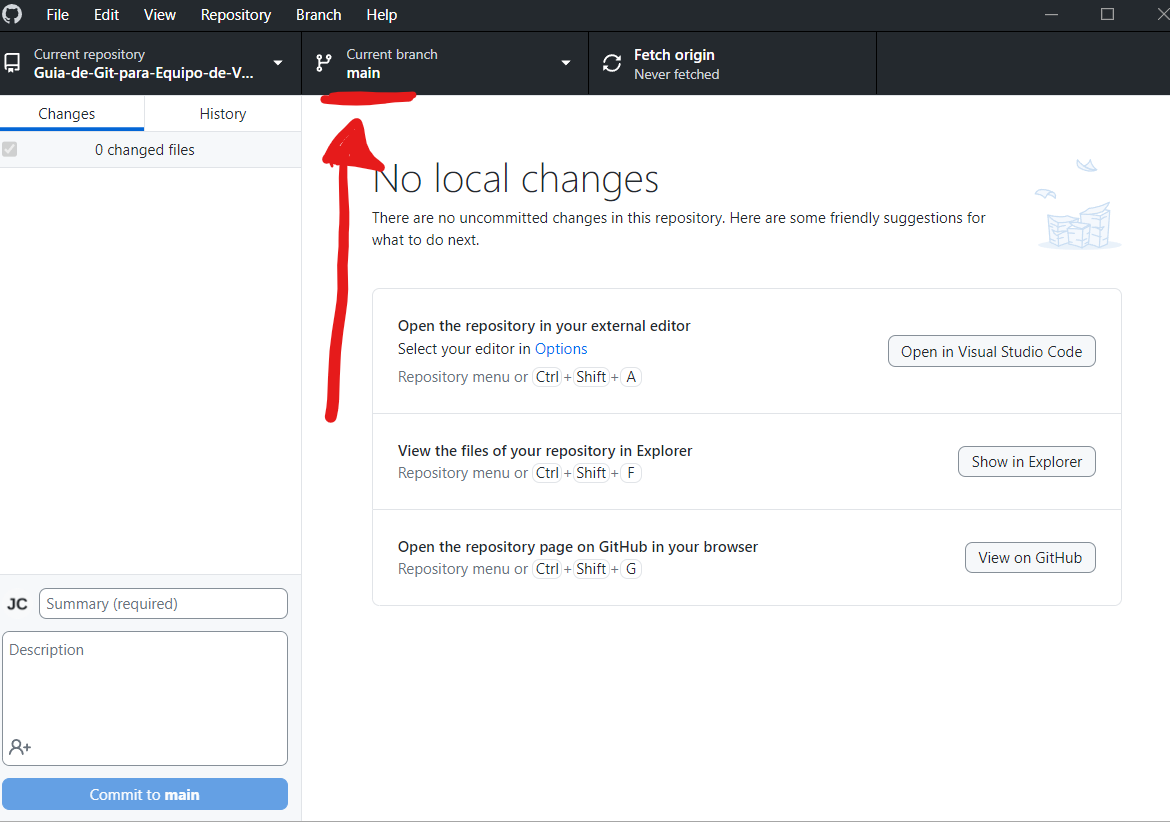 File Edit View Repository Branch Help
Current repository
Guia-de-Git-para-Equipo-de-V...
Current branch
main
Fetch origin
Never fetched
Changes History
0 changed files
No local changes
There are no uncommitted changes in this repository. Here are some friendly suggestions for
what to do next.
Open the repository in your external editor
Select your editor in Options
Repository menu or Ctrl + Shift + A
Open in Visual Studio Code
View the files of your repository in Explorer
Repository menu or Ctrl + Shift + F
Show in Explorer
Open the repository page on GitHub in your browser
Repository menu or Ctrl + Shift + G
View on GitHub
JC Summary (required)
Description
Commit to main